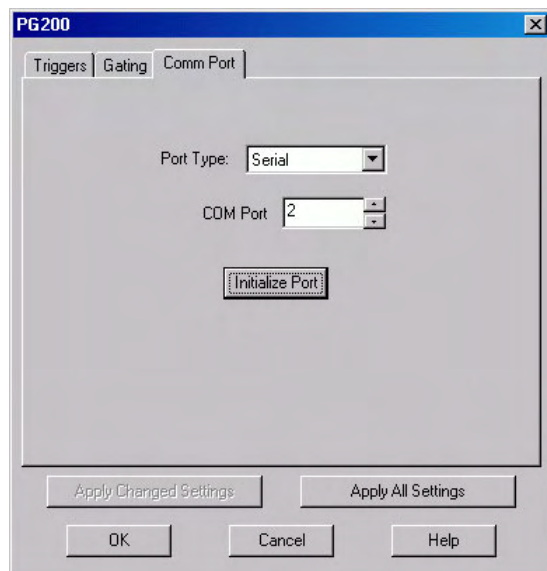 PG200
Triggers Gating Comm Port
Port Type: Serial
COM Port 2
Initialize Port
Apply Changed Settings Apply All Settings
OK Cancel Help